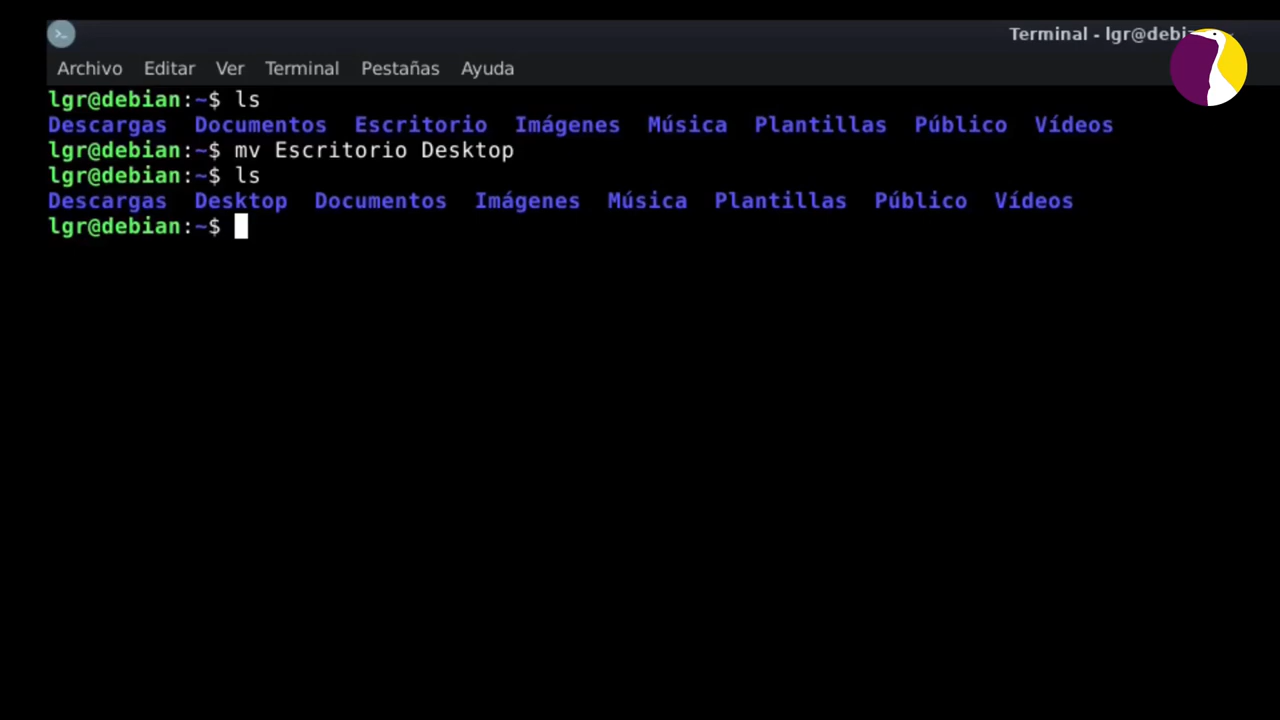 Terminal - lgr@debi
Archivo Editar Ver Terminal Pestañas Ayuda
lgr@debian:~$ ls
Descargas Documentos Escritorio Imágenes Música Plantillas Público Vídeos
lgr@debian:~$ mv Escritorio Desktop
lgr@debian:~$ ls
Descargas Desktop Documentos Imágenes Música Plantillas Público Vídeos
lgr@debian:~$